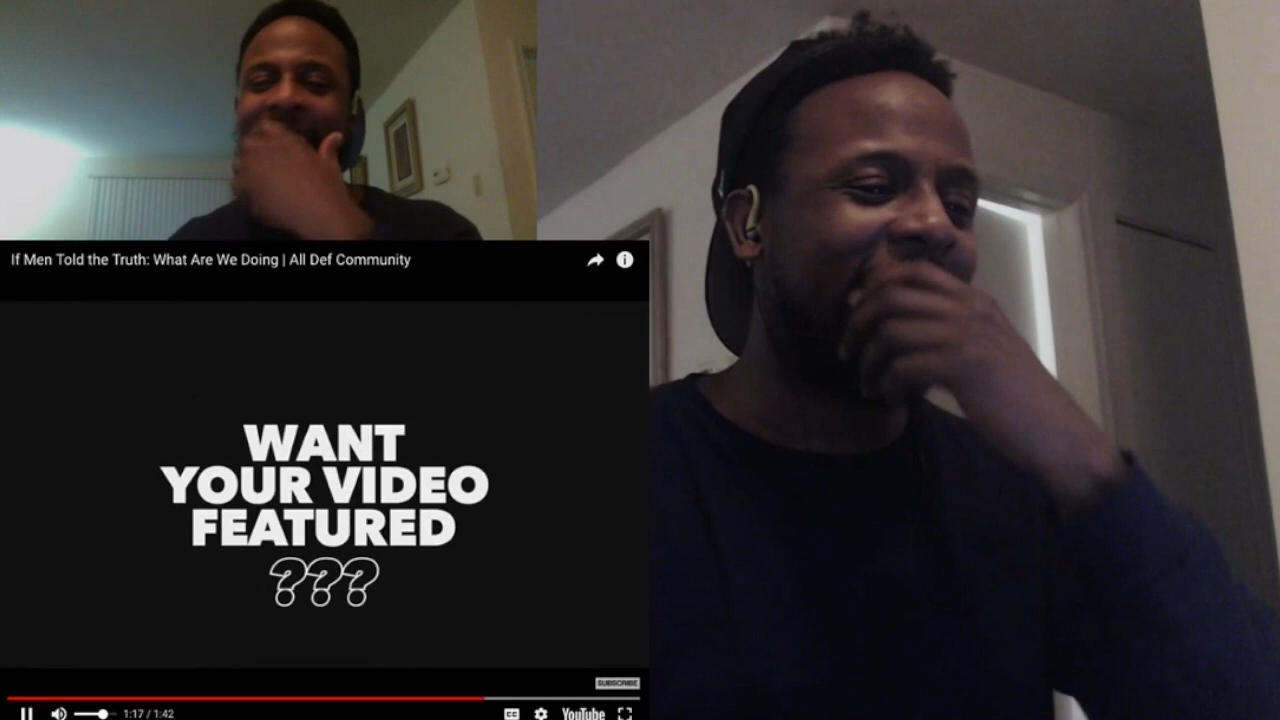 If Men Told the Truth: What Are We Doing | All Def Community
WANT
YOUR VIDEO
FEATURED
???
SUBSCRIBE
1:17 / 1:42
CC
YouTube